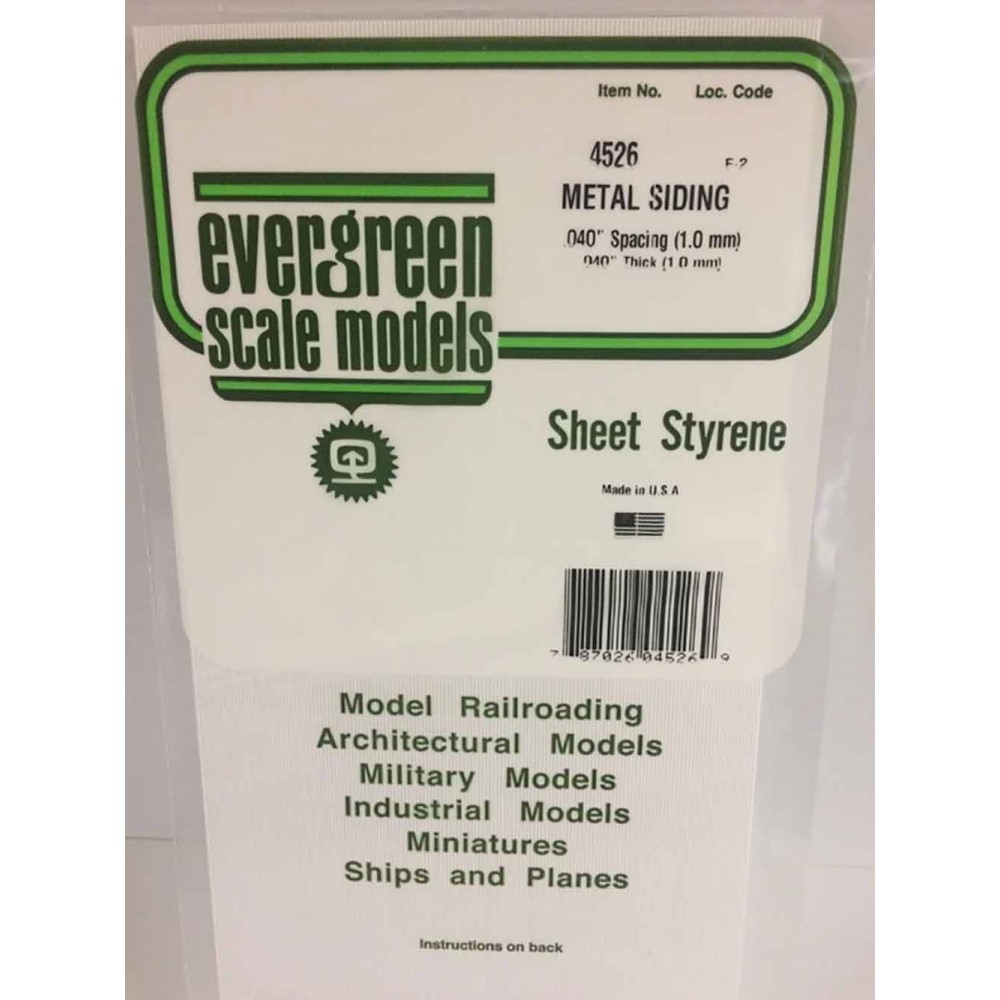 Item No. Loc. Code
4526 F-2
METAL SIDING
.040" Spacing (1.0 mm)
.040" Thick (1.0 mm)
evergreen
scale models
Sheet Styrene
Made in U.S.A.
7 87026 04526 9
Model Railroading
Architectural Models
Military Models
Industrial Models
Miniatures
Ships and Planes
Instructions on back